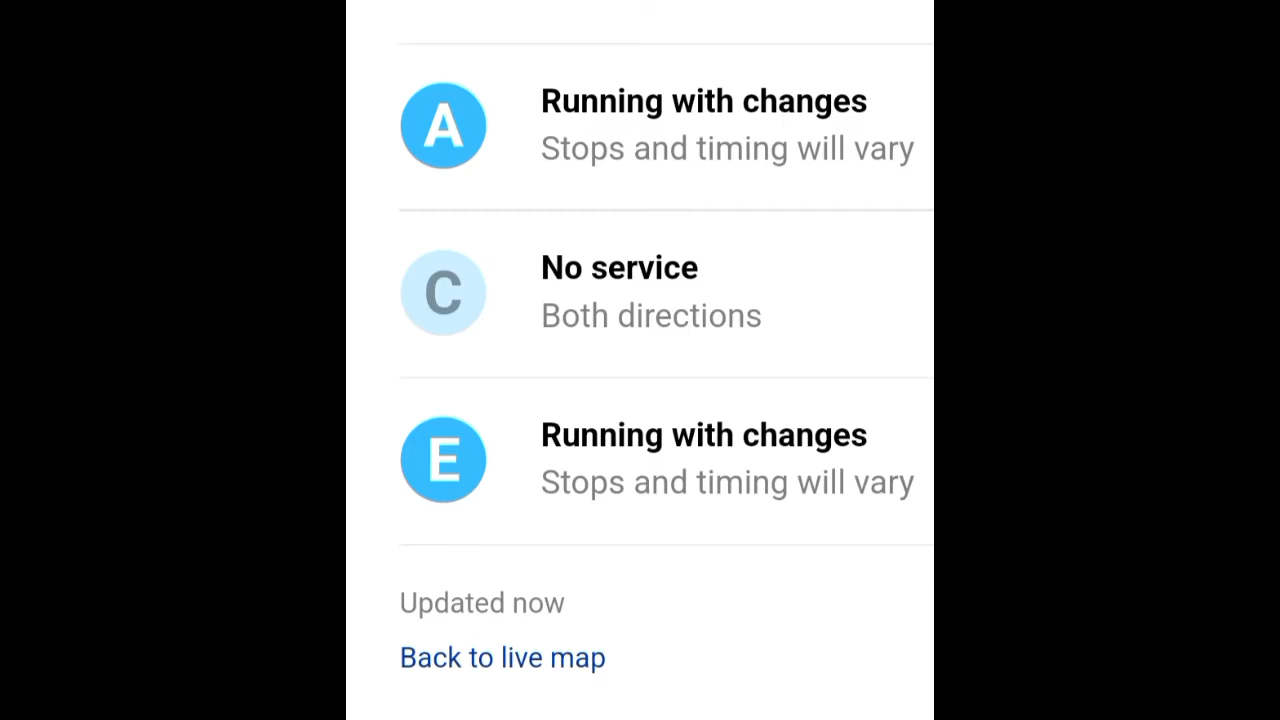 A
Running with changes
Stops and timing will vary
C
No service
Both directions
E
Running with changes
Stops and timing will vary
Updated now
Back to live map